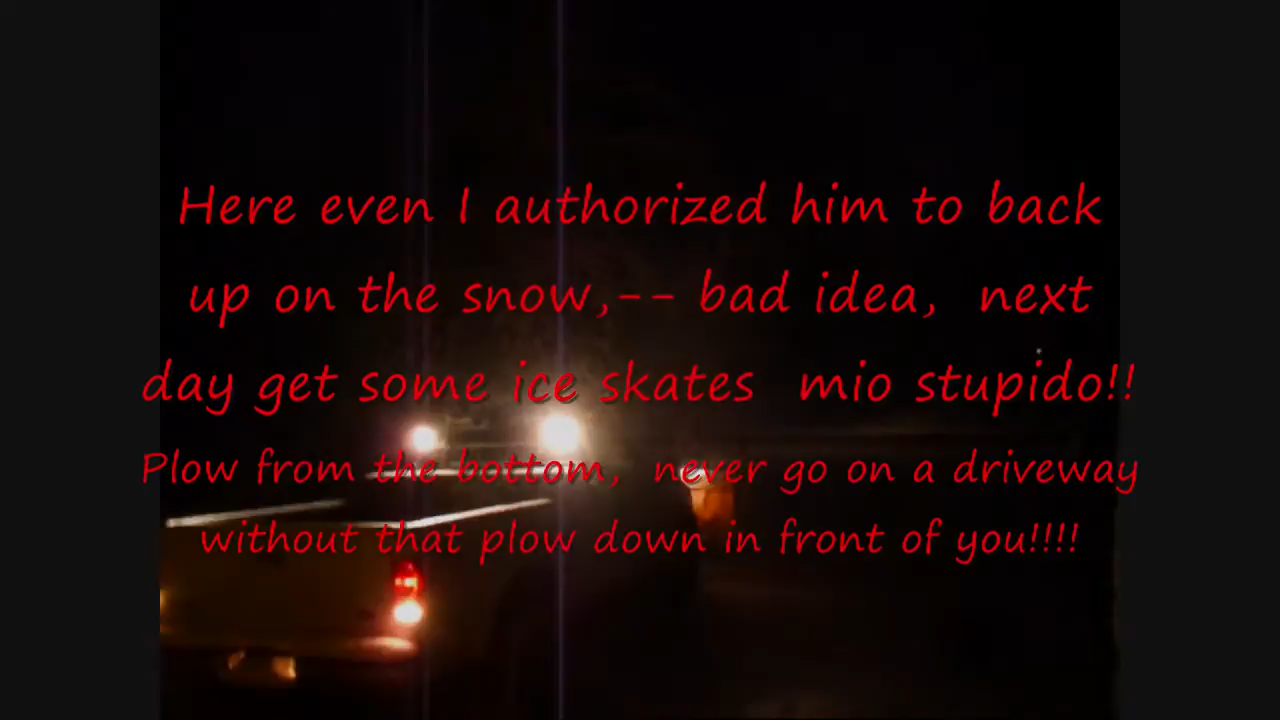 Here even I authorized him to back
up on the snow,-- bad idea, next
day get some ice skates mio stupido!!
Plow from the bottom, never go on a driveway
without that plow down in front of you!!!!